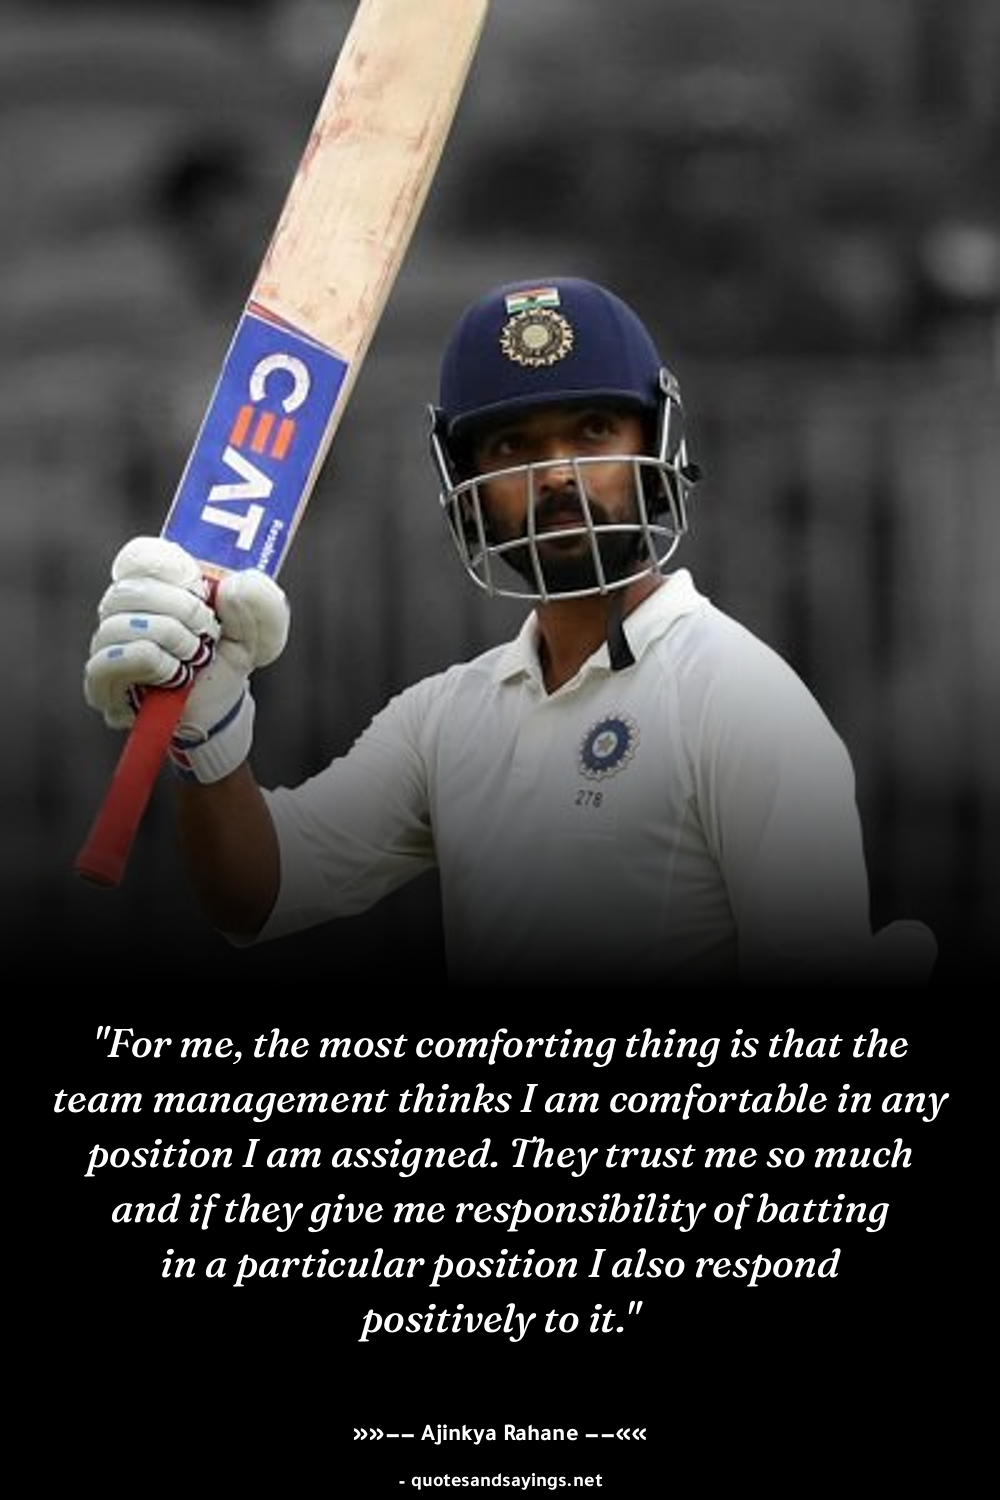 CEAT
278
"For me, the most comforting thing is that the
team management thinks I am comfortable in any
position I am assigned. They trust me so much
and if they give me responsibility of batting
in a particular position I also respond
positively to it."
»»-- Ajinkya Rahane --««
- quotesandsayings.net